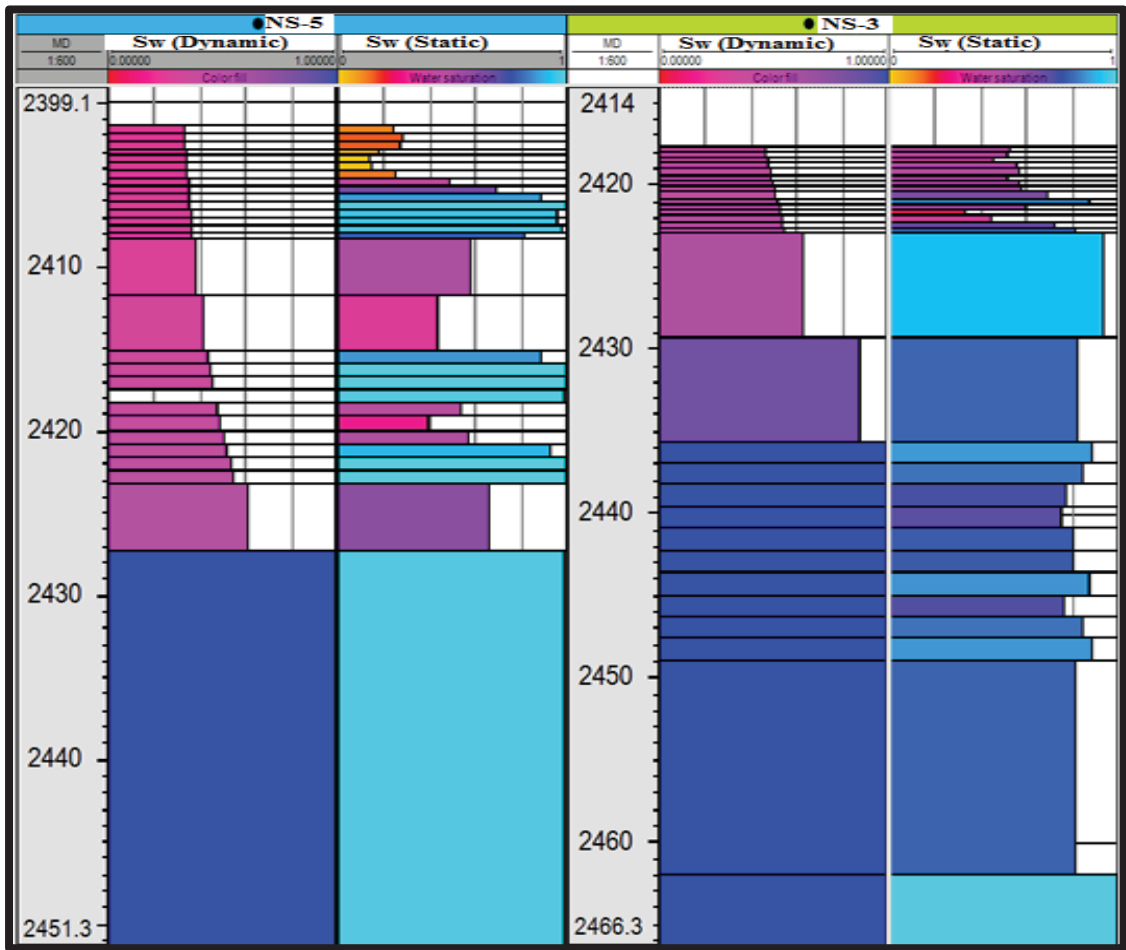 NS-5 NS-3
MD Sw (Dynamic) Sw (Static) MD Sw (Dynamic) Sw (Static)
1:600 0.00000 1.00000 0 1 1:600 0.00000 1.00000 0 1
Color fill Water saturation Color fill Water saturation
2399.1 2414
2420
2410
2430
2420
2440
2430
2450
2440
2460
2451.3 2466.3